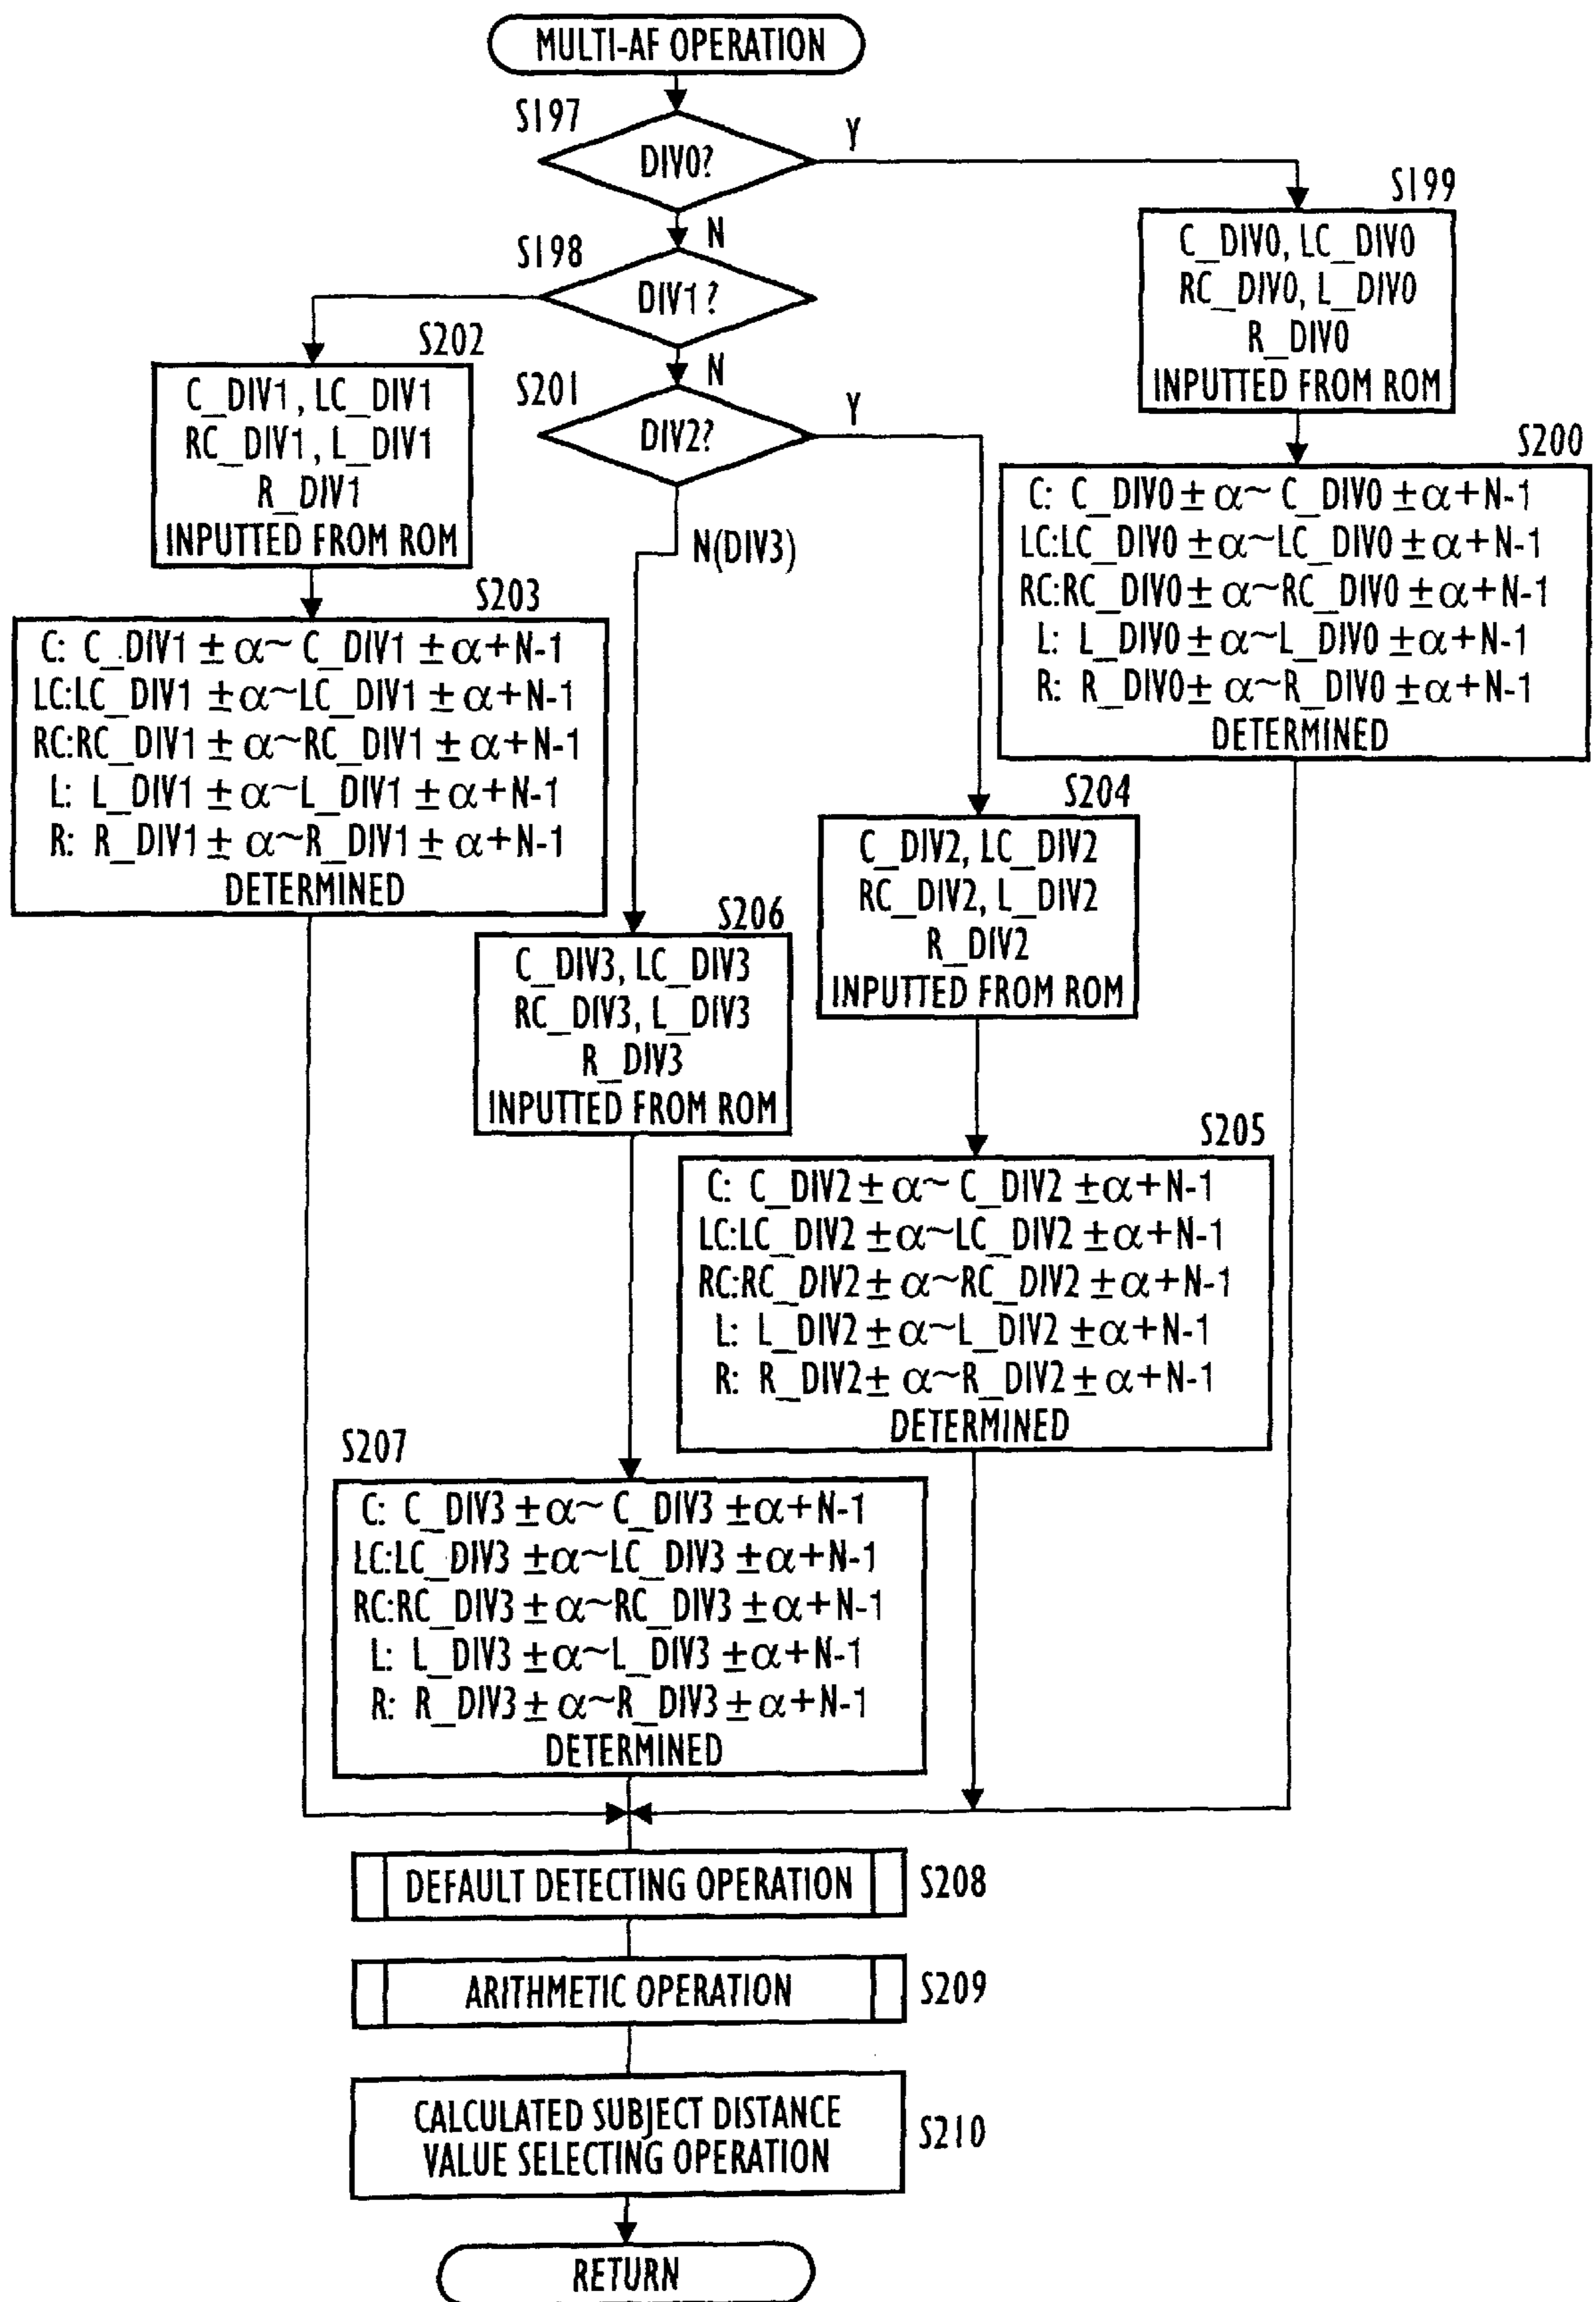 MULTI-AF OPERATION
S197
DIV0?
Y
N
S199
C_DIV0, LC_DIV0
RC_DIV0, L_DIV0
R_DIV0
INPUTTED FROM ROM
S198
DIV1?
N
S202
C_DIV1, LC_DIV1
RC_DIV1, L_DIV1
R_DIV1
INPUTTED FROM ROM
S201
DIV2?
Y
N(DIV3)
S200
C: C_DIV0±α~ C_DIV0±α+N-1
LC:LC_DIV0±α~LC_DIV0±α+N-1
RC:RC_DIV0±α~RC_DIV0±α+N-1
L: L_DIV0±α~L_DIV0±α+N-1
R: R_DIV0±α~R_DIV0±α+N-1
DETERMINED
S203
C: C_DIV1±α~ C_DIV1±α+N-1
LC:LC_DIV1±α~LC_DIV1±α+N-1
RC:RC_DIV1±α~RC_DIV1±α+N-1
L: L_DIV1±α~L_DIV1±α+N-1
R: R_DIV1±α~R_DIV1±α+N-1
DETERMINED
S204
C_DIV2, LC_DIV2
RC_DIV2, L_DIV2
R_DIV2
INPUTTED FROM ROM
S206
C_DIV3, LC_DIV3
RC_DIV3, L_DIV3
R_DIV3
INPUTTED FROM ROM
S205
C: C_DIV2±α~ C_DIV2±α+N-1
LC:LC_DIV2±α~LC_DIV2±α+N-1
RC:RC_DIV2±α~RC_DIV2±α+N-1
L: L_DIV2±α~L_DIV2±α+N-1
R: R_DIV2±α~R_DIV2±α+N-1
DETERMINED
S207
C: C_DIV3±α~ C_DIV3±α+N-1
LC:LC_DIV3±α~LC_DIV3±α+N-1
RC:RC_DIV3±α~RC_DIV3±α+N-1
L: L_DIV3±α~L_DIV3±α+N-1
R: R_DIV3±α~R_DIV3±α+N-1
DETERMINED
DEFAULT DETECTING OPERATION
S208
ARITHMETIC OPERATION
S209
CALCULATED SUBJECT DISTANCE
VALUE SELECTING OPERATION
S210
RETURN